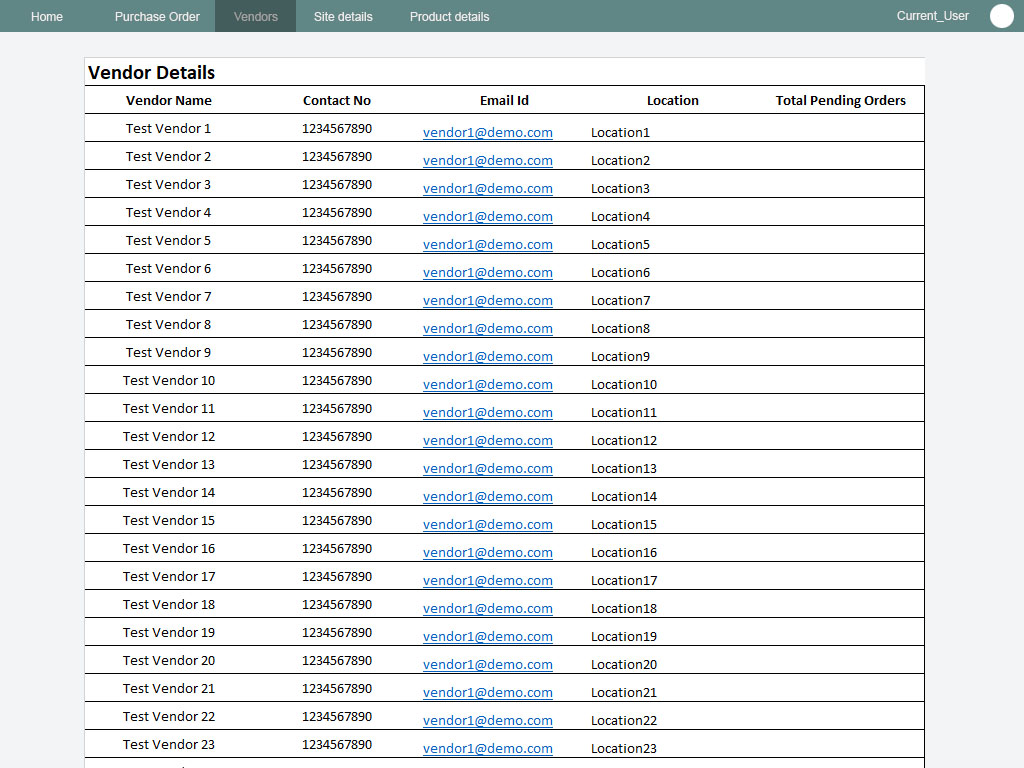 Home Purchase Order Vendors Site details Product details Current_User
Vendor Details
Vendor Name Contact No Email Id Location Total Pending Orders
Test Vendor 1 1234567890 vendor1@demo.com Location1
Test Vendor 2 1234567890 vendor1@demo.com Location2
Test Vendor 3 1234567890 vendor1@demo.com Location3
Test Vendor 4 1234567890 vendor1@demo.com Location4
Test Vendor 5 1234567890 vendor1@demo.com Location5
Test Vendor 6 1234567890 vendor1@demo.com Location6
Test Vendor 7 1234567890 vendor1@demo.com Location7
Test Vendor 8 1234567890 vendor1@demo.com Location8
Test Vendor 9 1234567890 vendor1@demo.com Location9
Test Vendor 10 1234567890 vendor1@demo.com Location10
Test Vendor 11 1234567890 vendor1@demo.com Location11
Test Vendor 12 1234567890 vendor1@demo.com Location12
Test Vendor 13 1234567890 vendor1@demo.com Location13
Test Vendor 14 1234567890 vendor1@demo.com Location14
Test Vendor 15 1234567890 vendor1@demo.com Location15
Test Vendor 16 1234567890 vendor1@demo.com Location16
Test Vendor 17 1234567890 vendor1@demo.com Location17
Test Vendor 18 1234567890 vendor1@demo.com Location18
Test Vendor 19 1234567890 vendor1@demo.com Location19
Test Vendor 20 1234567890 vendor1@demo.com Location20
Test Vendor 21 1234567890 vendor1@demo.com Location21
Test Vendor 22 1234567890 vendor1@demo.com Location22
Test Vendor 23 1234567890 vendor1@demo.com Location23